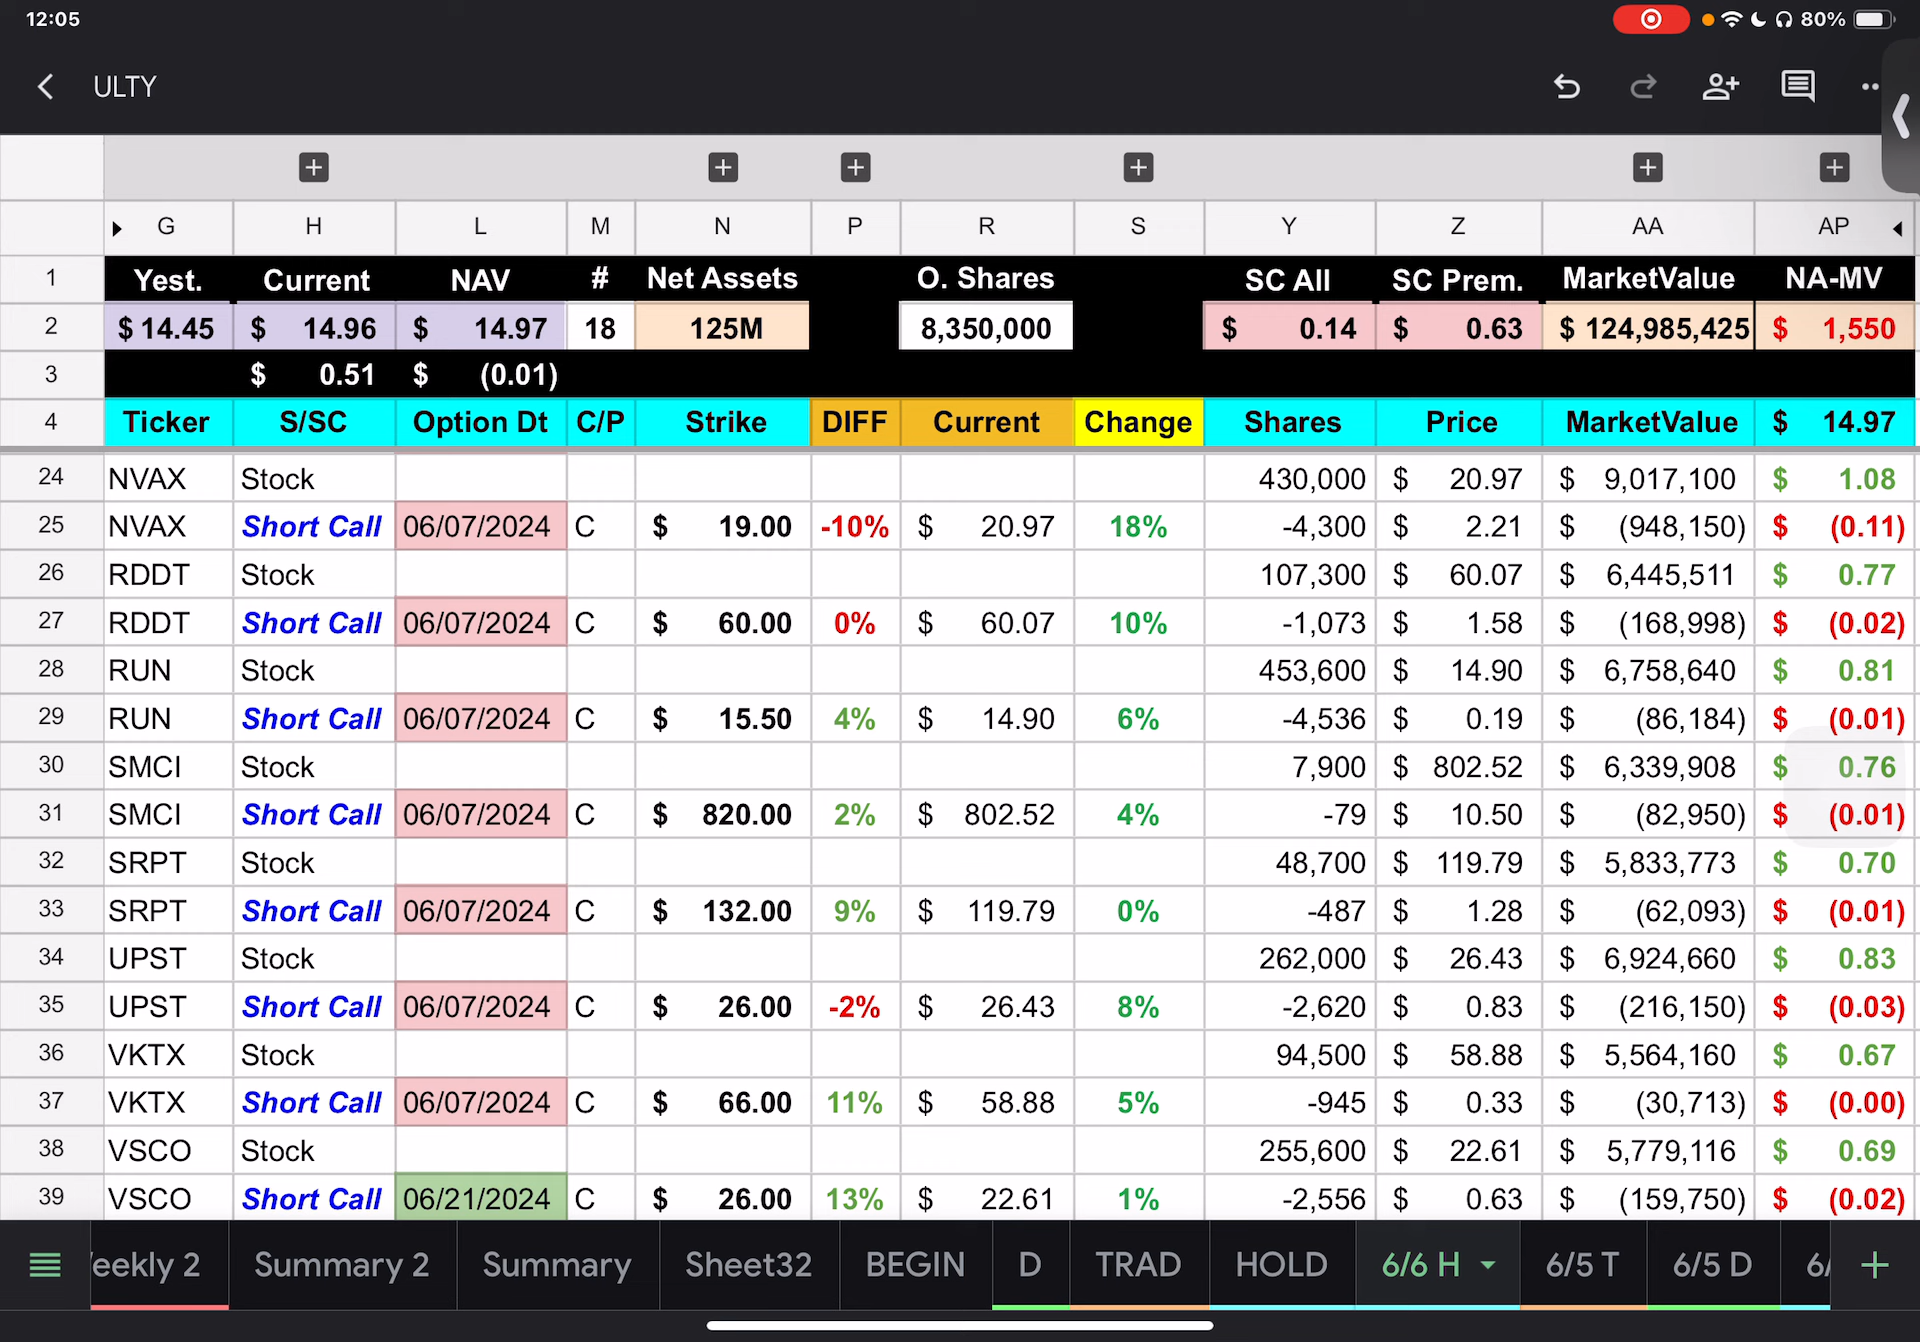 12:05
80%
ULTY
G H L M N P R S Y Z AA AP
1 Yest. Current NAV # Net Assets O. Shares SC All SC Prem. MarketValue NA-MV
2 $ 14.45 $ 14.96 $ 14.97 18 125M 8,350,000 $ 0.14 $ 0.63 $ 124,985,425 $ 1,550
3 $ 0.51 $ (0.01)
4 Ticker S/SC Option Dt C/P Strike DIFF Current Change Shares Price MarketValue $ 14.97
24 NVAX Stock 430,000 $ 20.97 $ 9,017,100 $ 1.08
25 NVAX Short Call 06/07/2024 C $ 19.00 -10% $ 20.97 18% -4,300 $ 2.21 $ (948,150) $ (0.11)
26 RDDT Stock 107,300 $ 60.07 $ 6,445,511 $ 0.77
27 RDDT Short Call 06/07/2024 C $ 60.00 0% $ 60.07 10% -1,073 $ 1.58 $ (168,998) $ (0.02)
28 RUN Stock 453,600 $ 14.90 $ 6,758,640 $ 0.81
29 RUN Short Call 06/07/2024 C $ 15.50 4% $ 14.90 6% -4,536 $ 0.19 $ (86,184) $ (0.01)
30 SMCI Stock 7,900 $ 802.52 $ 6,339,908 $ 0.76
31 SMCI Short Call 06/07/2024 C $ 820.00 2% $ 802.52 4% -79 $ 10.50 $ (82,950) $ (0.01)
32 SRPT Stock 48,700 $ 119.79 $ 5,833,773 $ 0.70
33 SRPT Short Call 06/07/2024 C $ 132.00 9% $ 119.79 0% -487 $ 1.28 $ (62,093) $ (0.01)
34 UPST Stock 262,000 $ 26.43 $ 6,924,660 $ 0.83
35 UPST Short Call 06/07/2024 C $ 26.00 -2% $ 26.43 8% -2,620 $ 0.83 $ (216,150) $ (0.03)
36 VKTX Stock 94,500 $ 58.88 $ 5,564,160 $ 0.67
37 VKTX Short Call 06/07/2024 C $ 66.00 11% $ 58.88 5% -945 $ 0.33 $ (30,713) $ (0.00)
38 VSCO Stock 255,600 $ 22.61 $ 5,779,116 $ 0.69
39 VSCO Short Call 06/21/2024 C $ 26.00 13% $ 22.61 1% -2,556 $ 0.63 $ (159,750) $ (0.02)
eekly 2 Summary 2 Summary Sheet32 BEGIN D TRAD HOLD 6/6 H 6/5 T 6/5 D 6/